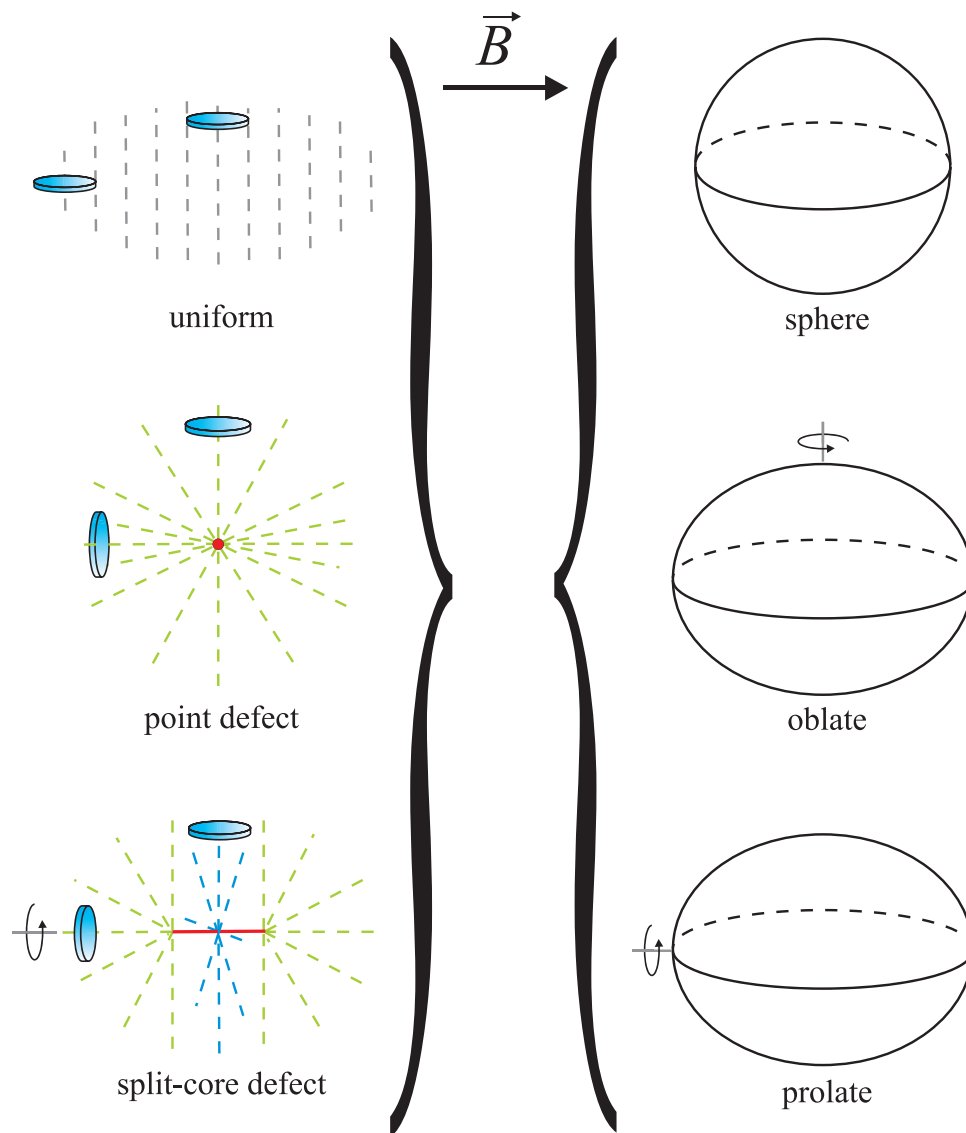 B
uniform
sphere
point defect
oblate
split-core defect
prolate